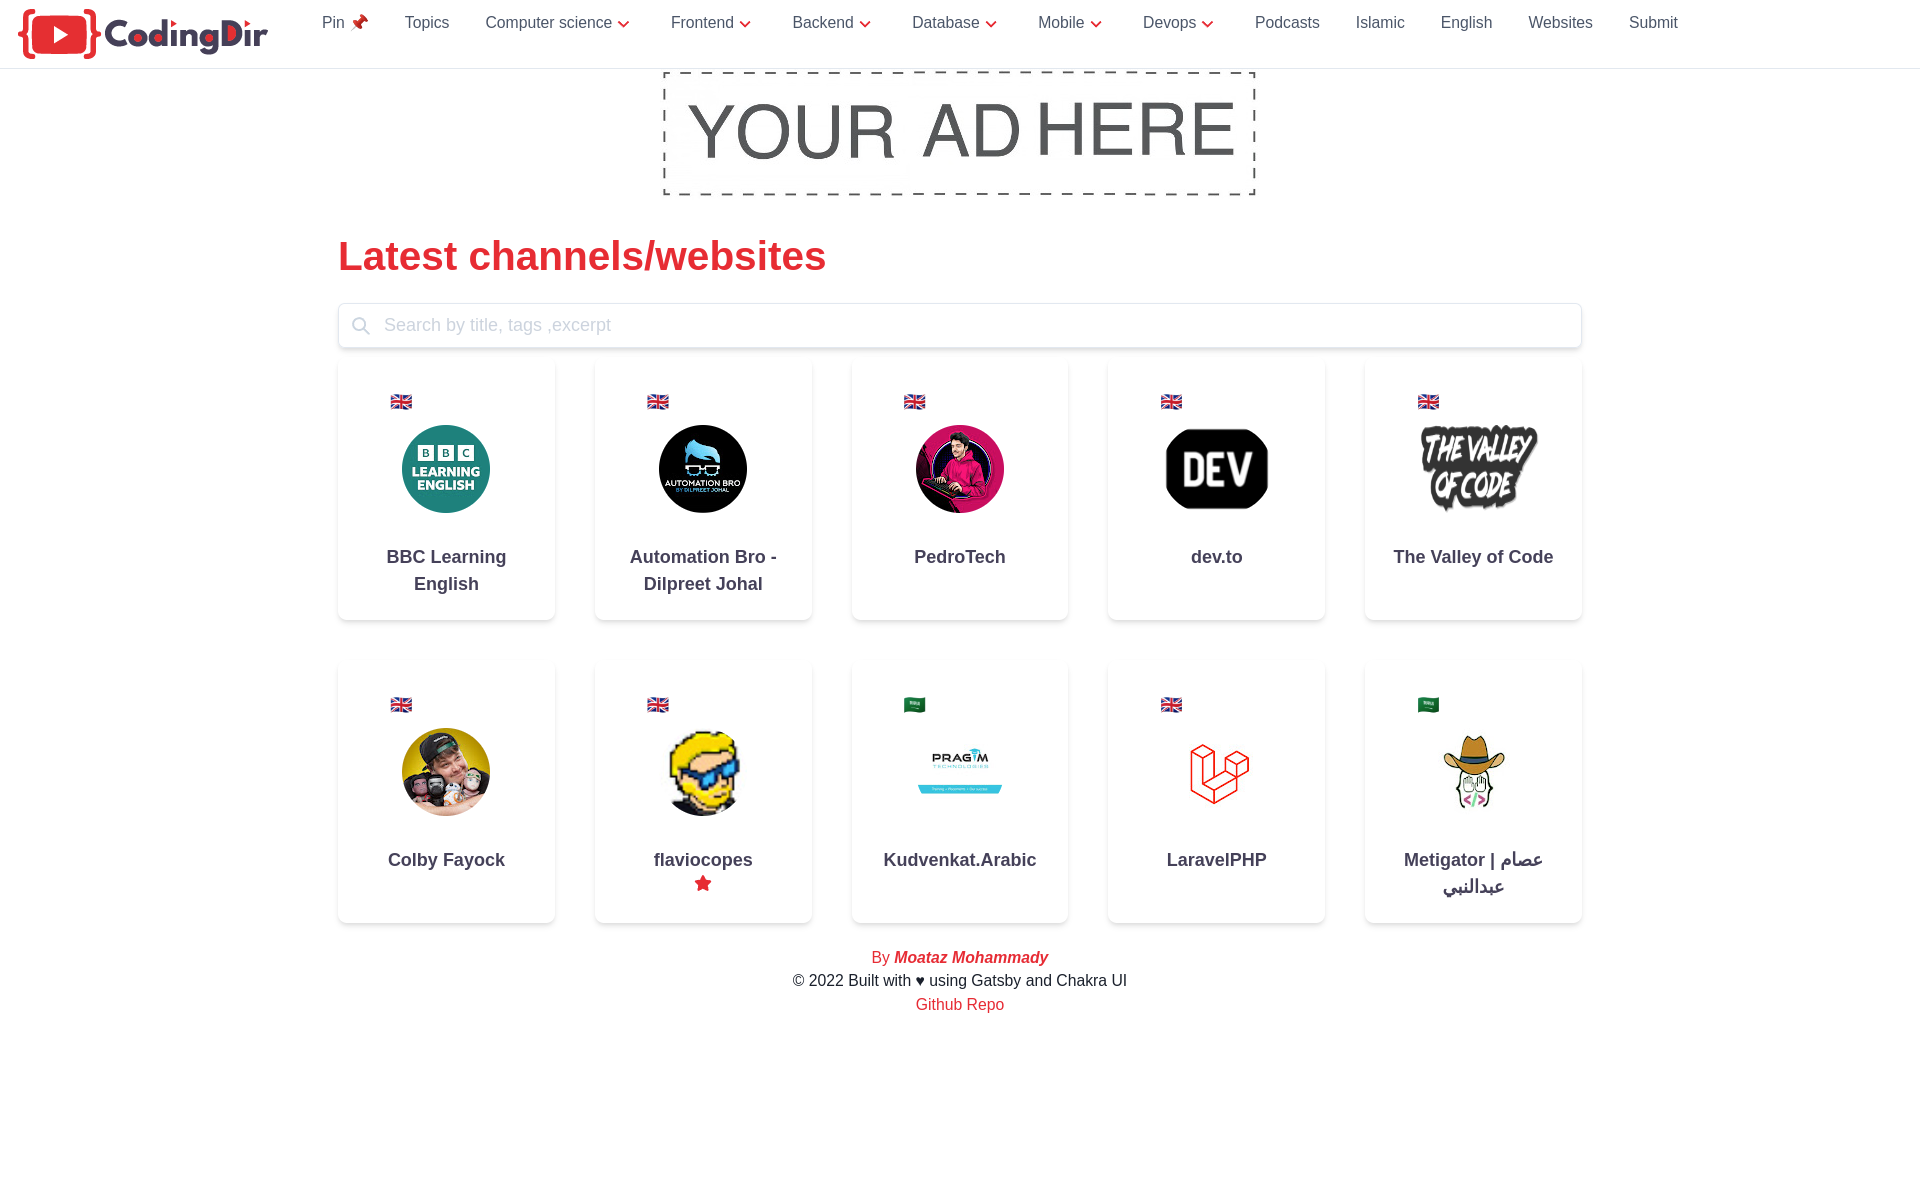 CodingDir
Pin 📌 Topics Computer science Frontend Backend Database Mobile Devops Podcasts Islamic English Websites Submit
YOUR AD HERE
Latest channels/websites
Search by title, tags ,excerpt
BBC
LEARNING
ENGLISH
BBC Learning
English
AUTOMATION BRO
BY DILPREET JOHAL
Automation Bro -
Dilpreet Johal
PedroTech
DEV
dev.to
THE VALLEY
OF CODE
The Valley of Code
Colby Fayock
flaviocopes
PRAGIM
TECHNOLOGIES
Kudvenkat.Arabic
LaravelPHP
</>
Metigator | عصام
عبدالنبي
By Moataz Mohammady
© 2022 Built with ♥ using Gatsby and Chakra UI
Github Repo